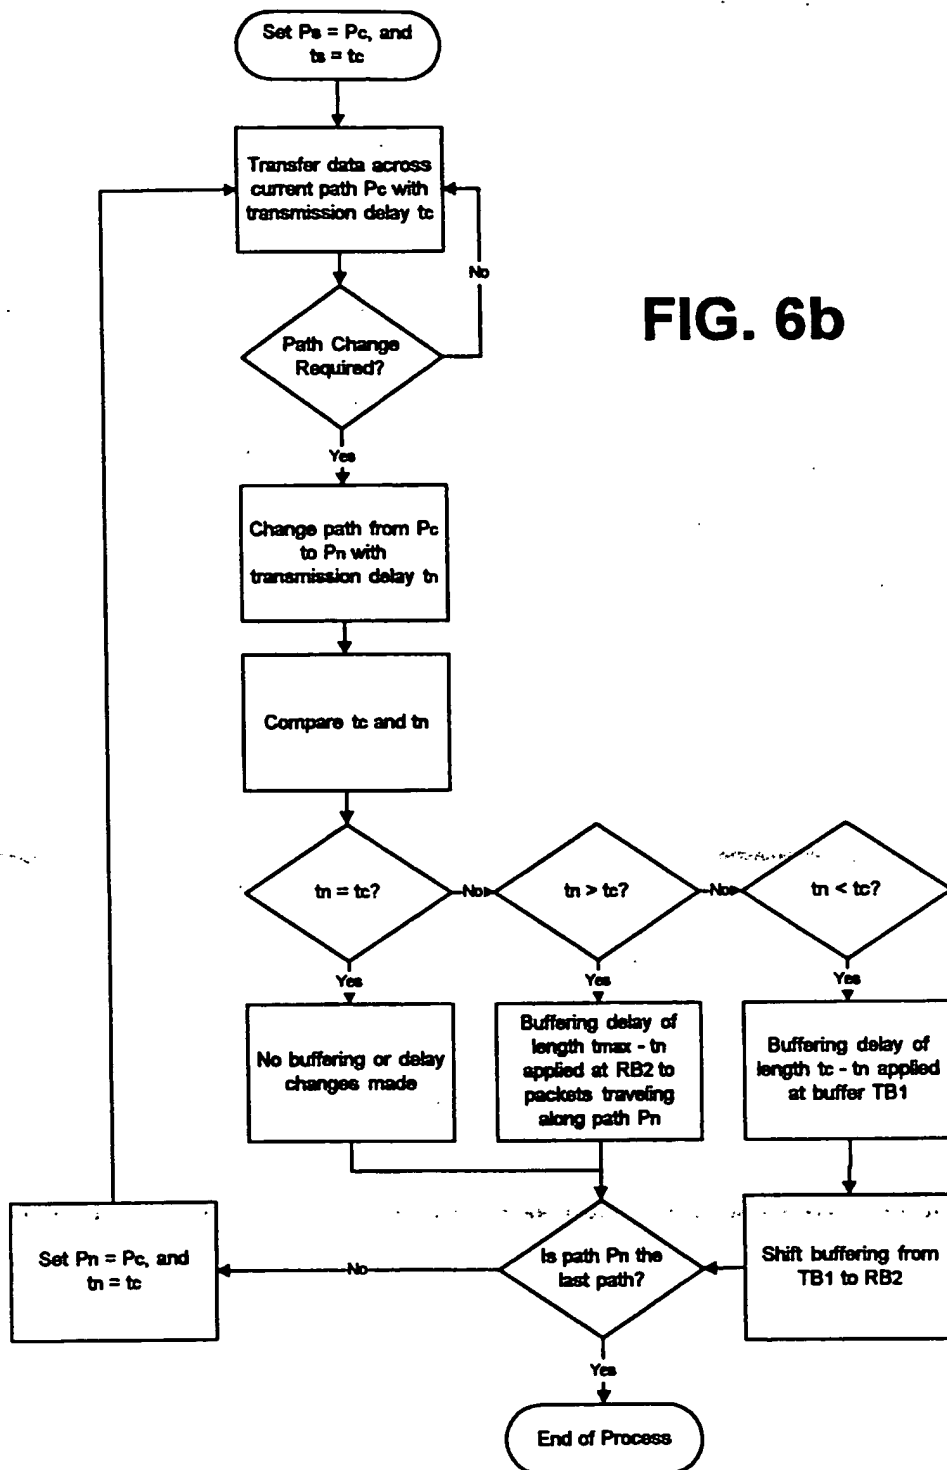 Set Ps = Pc, and
ts = tc
Transfer data across
current path Pc with
transmission delay tc
No
FIG. 6b
Path Change
Required?
Yes
Change path from Pc
to Pn with
transmission delay tn
Compare tc and tn
tn = tc?
No
tn > tc?
No
tn < tc?
Yes
Yes
Yes
No buffering or delay
changes made
Buffering delay of
length tmax - tn
applied at RB2 to
packets traveling
along path Pn
Buffering delay of
length tc - tn applied
at buffer TB1
Set Pn = Pc, and
tn = tc
No
Is path Pn the
last path?
Shift buffering from
TB1 to RB2
Yes
End of Process